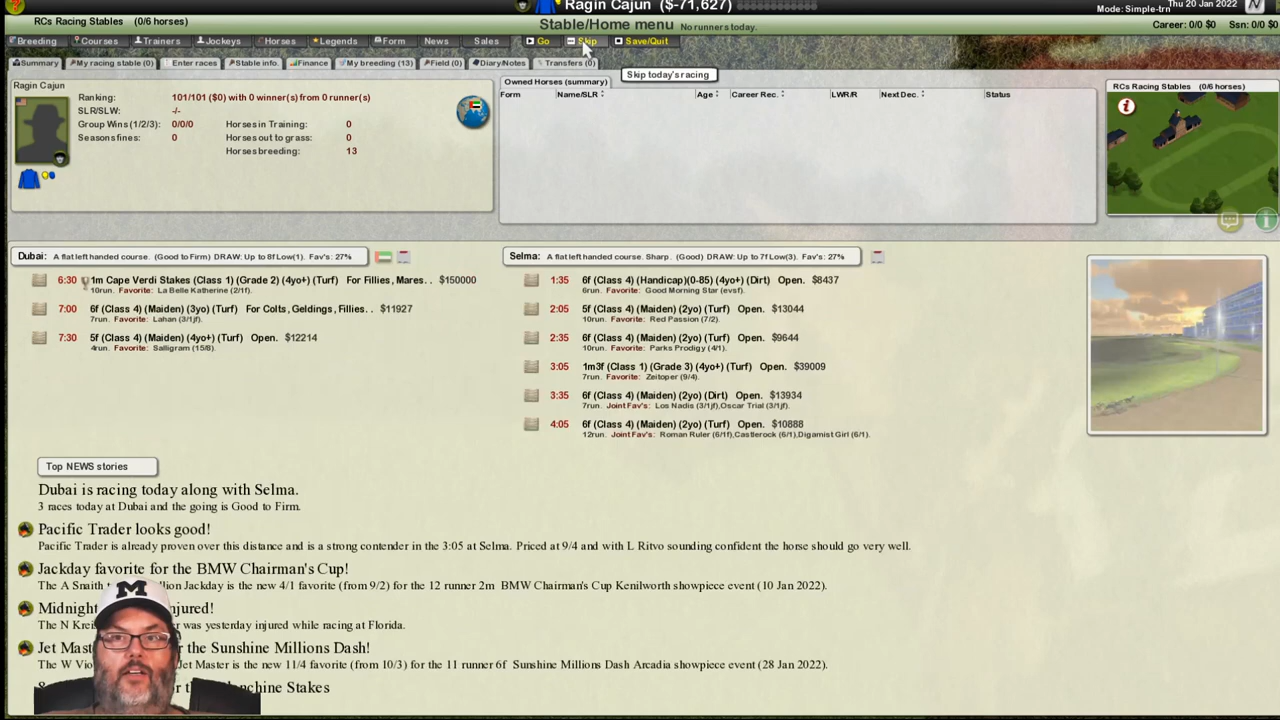 Ragin Cajun ($-71,627)
Mode: Simple-trn
Thu 20 Jan 2022
RCs Racing Stables (0/6 horses)
Stable/Home menu
No runners today.
Career: 0/0 $0 Ssn: 0/0 $0
Breeding
Courses
Trainers
Jockeys
Horses
Legends
Form
News
Sales
Go
Skip
Save/Quit
Summary
My racing stable (0)
Enter races
Stable info.
Finance
My breeding (13)
Field (0)
Diary/Notes
Transfers (0)
Skip today's racing
Ragin Cajun
Ranking: 101/101 ($0) with 0 winner(s) from 0 runner(s)
SLR/SLW: -/-
Group Wins (1/2/3): 0/0/0 Horses in Training: 0
Seasons fines: 0 Horses out to grass: 0
Horses breeding: 13
Owned Horses (summary)
Form Name/SLR Age Career Rec. LWR/R Next Dec. Status
RCs Racing Stables (0/6 horses)
Dubai: A flat left handed course. (Good to Firm) DRAW: Up to 8f Low(1). Fav's: 27%
6:30 1m Cape Verdi Stakes (Class 1) (Grade 2) (4yo+) (Turf) For Fillies, Mares. . $150000
10run. Favorite: La Belle Katherine (2/1f).
7:00 6f (Class 4) (Maiden) (3yo) (Turf) For Colts, Geldings, Fillies. . $11927
7run. Favorite: Lahan (3/1jf).
7:30 5f (Class 4) (Maiden) (4yo+) (Turf) Open. $12214
4run. Favorite: Salligram (15/8).
Selma: A flat left handed course. Sharp. (Good) DRAW: Up to 7f Low(3). Fav's: 27%
1:35 6f (Class 4) (Handicap)(0-85) (4yo+) (Dirt) Open. $8437
6run. Favorite: Good Morning Star (evsf).
2:05 5f (Class 4) (Maiden) (2yo) (Turf) Open. $13044
10run. Favorite: Red Passion (7/2).
2:35 6f (Class 4) (Maiden) (2yo) (Turf) Open. $9644
10run. Favorite: Parks Prodigy (4/1).
3:05 1m3f (Class 1) (Grade 3) (4yo+) (Turf) Open. $39009
7run. Favorite: Zeitoper (9/4).
3:35 6f (Class 4) (Maiden) (2yo) (Dirt) Open. $13934
7run. Joint Fav's: Los Nadis (3/1jf),Oscar Trial (3/1jf).
4:05 6f (Class 4) (Maiden) (2yo) (Turf) Open. $10888
12run. Joint Fav's: Roman Ruler (6/1f),Castlerock (6/1),Digamist Girl (6/1).
Top NEWS stories
Dubai is racing today along with Selma.
3 races today at Dubai and the going is Good to Firm.
Pacific Trader looks good!
Pacific Trader is already proven over this distance and is a strong contender in the 3:05 at Selma. Priced at 9/4 and with L Ritvo sounding confident the horse should go very well.
Jackday favorite for the BMW Chairman's Cup!
The A Snaith Jackday is the new 4/1 favorite (from 9/2) for the 12 runner 2m BMW Chairman's Cup Kenilworth showpiece event (10 Jan 2022).
Midnight injured!
The N was yesterday injured while racing at Florida.
Jet the Sunshine Millions Dash!
The W Jet Master is the new 11/4 favorite (from 10/3) for the 11 runner 6f Sunshine Millions Dash Arcadia showpiece event (28 Jan 2022).
Stakes
M